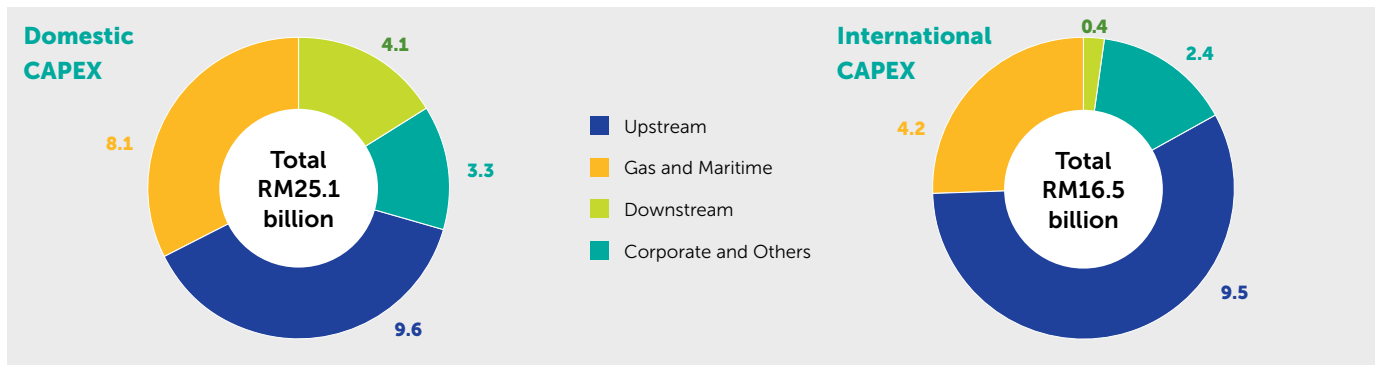 Domestic
CAPEX
4.1
8.1
Total
RM25.1
billion
3.3
9.6
Upstream
Gas and Maritime
Downstream
Corporate and Others
International
CAPEX
0.4
2.4
4.2
Total
RM16.5
billion
9.5